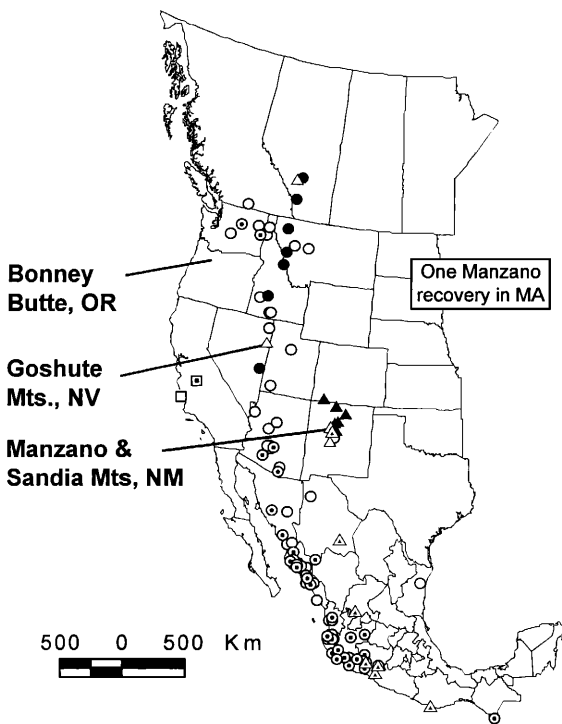 One Manzano
recovery in MA
Bonney
Butte, OR
Goshute
Mts., NV
Manzano &
Sandia Mts, NM
500 0 500 Km